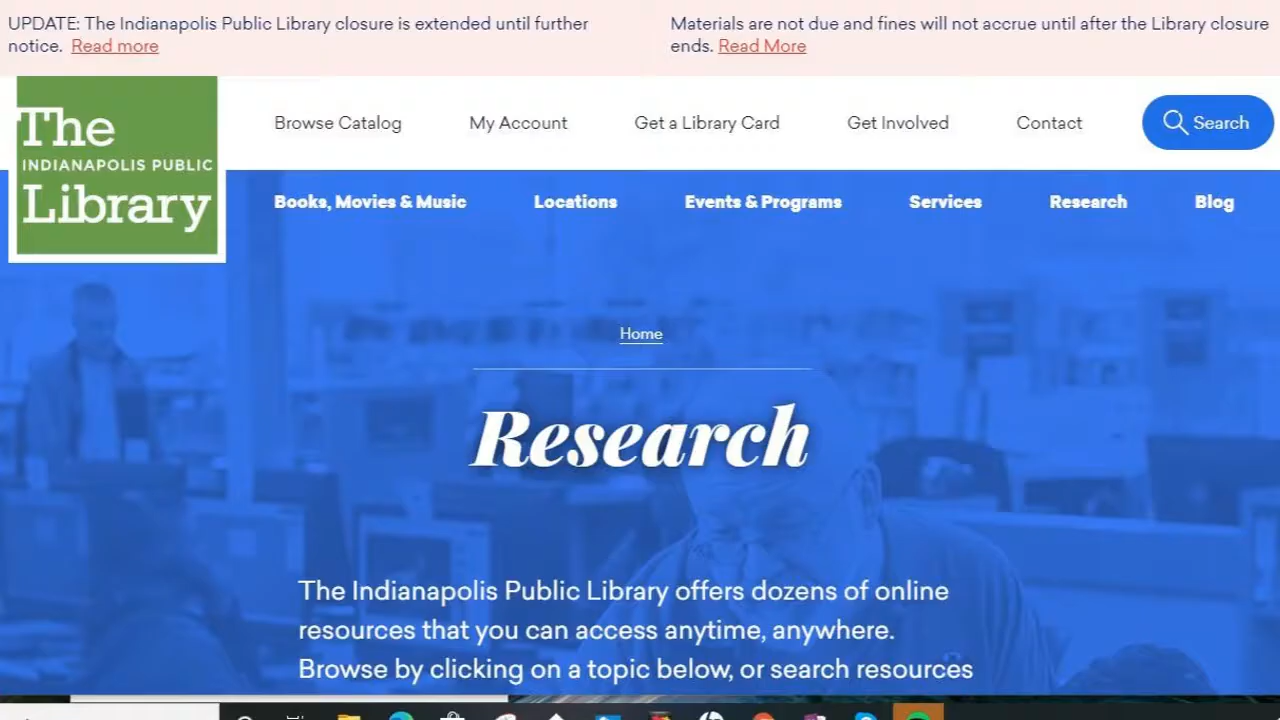 UPDATE: The Indianapolis Public Library closure is extended until further
notice. Read more
Materials are not due and fines will not accrue until after the Library closure
ends. Read More
The
INDIANAPOLIS PUBLIC
Library
Browse Catalog
My Account
Get a Library Card
Get Involved
Contact
Search
Books, Movies & Music
Locations
Events & Programs
Services
Research
Blog
Home
Research
The Indianapolis Public Library offers dozens of online
resources that you can access anytime, anywhere.
Browse by clicking on a topic below, or search resources